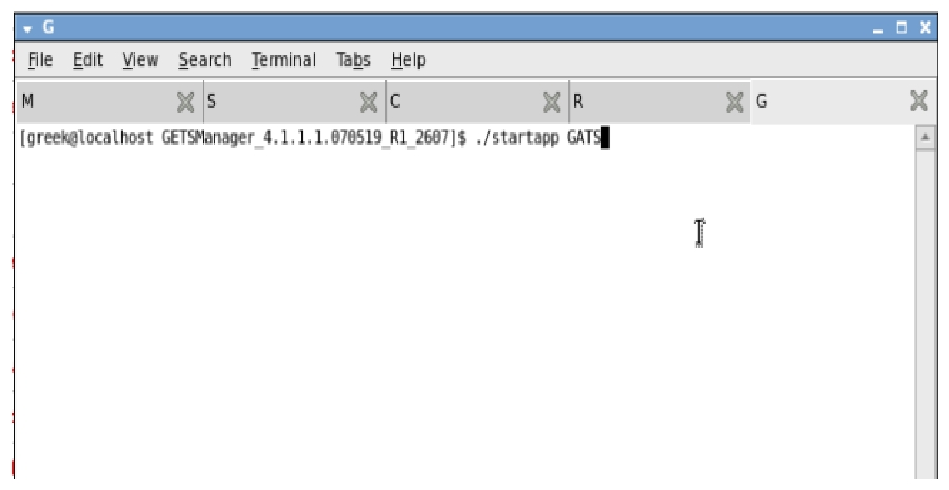 G
File Edit View Search Terminal Tabs Help
M S C R G
[greek@localhost GETSManager_4.1.1.1.070519_R1_2607]$ ./startapp GATS